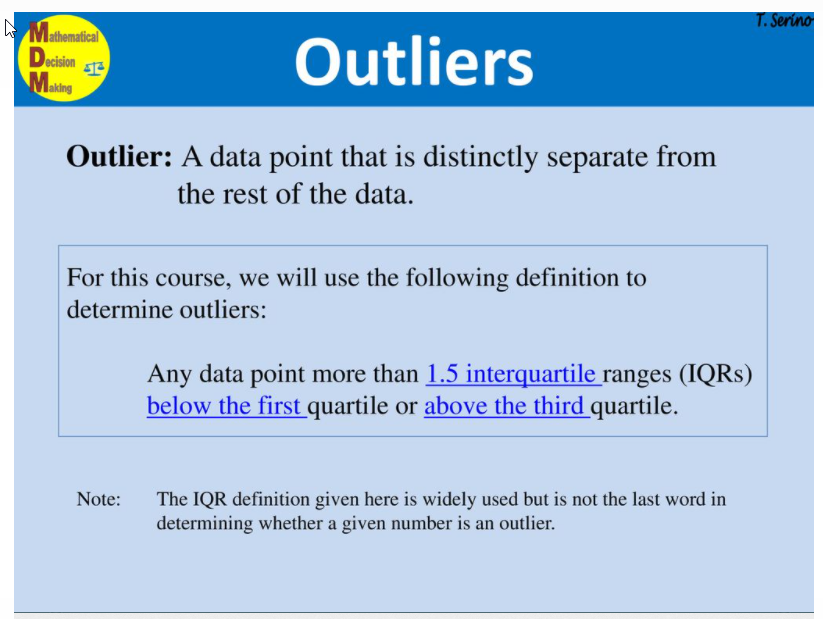 T. Serino
Mathematical
Decision
Making
Outliers
Outlier: A data point that is distinctly separate from
the rest of the data.
For this course, we will use the following definition to
determine outliers:
Any data point more than 1.5 interquartile ranges (IQRs)
below the first quartile or above the third quartile.
Note: The IQR definition given here is widely used but is not the last word in
determining whether a given number is an outlier.